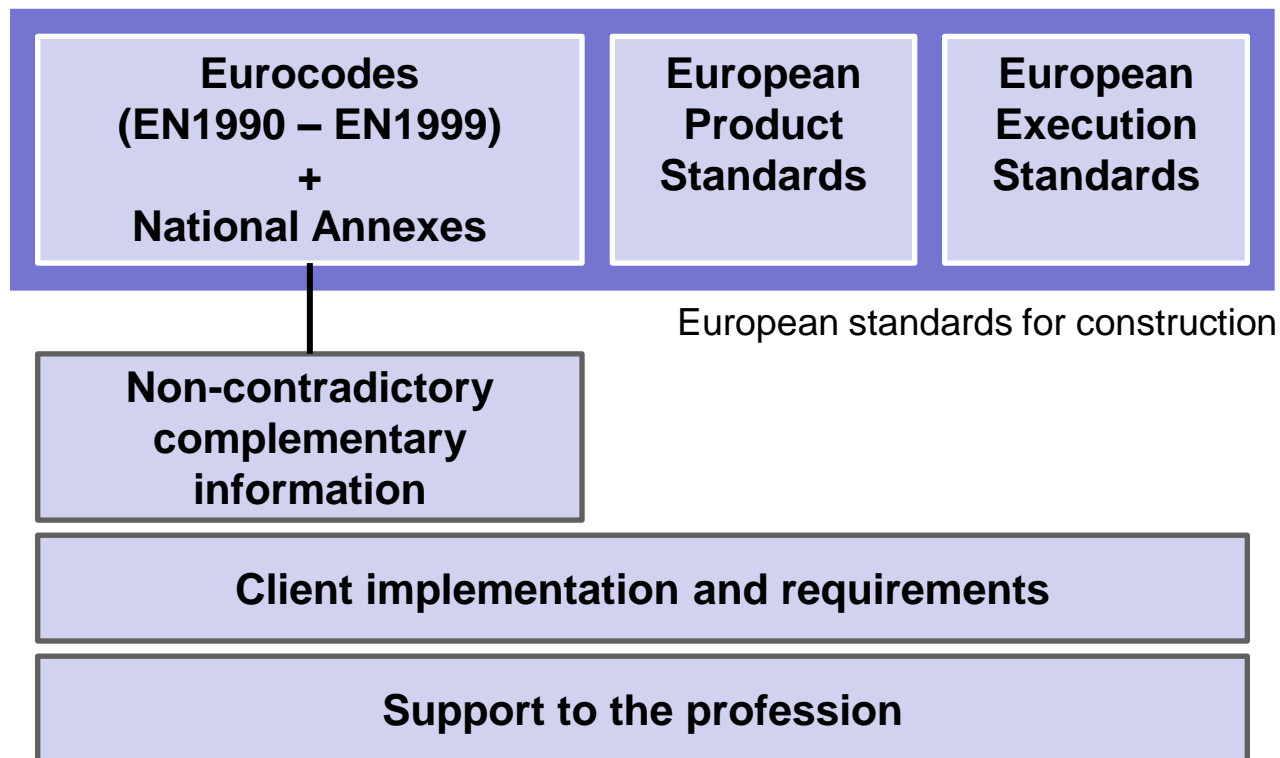 Eurocodes
(EN1990 – EN1999)
+
National Annexes
European
Product
Standards
European
Execution
Standards
European standards for construction
Non-contradictory
complementary
information
Client implementation and requirements
Support to the profession